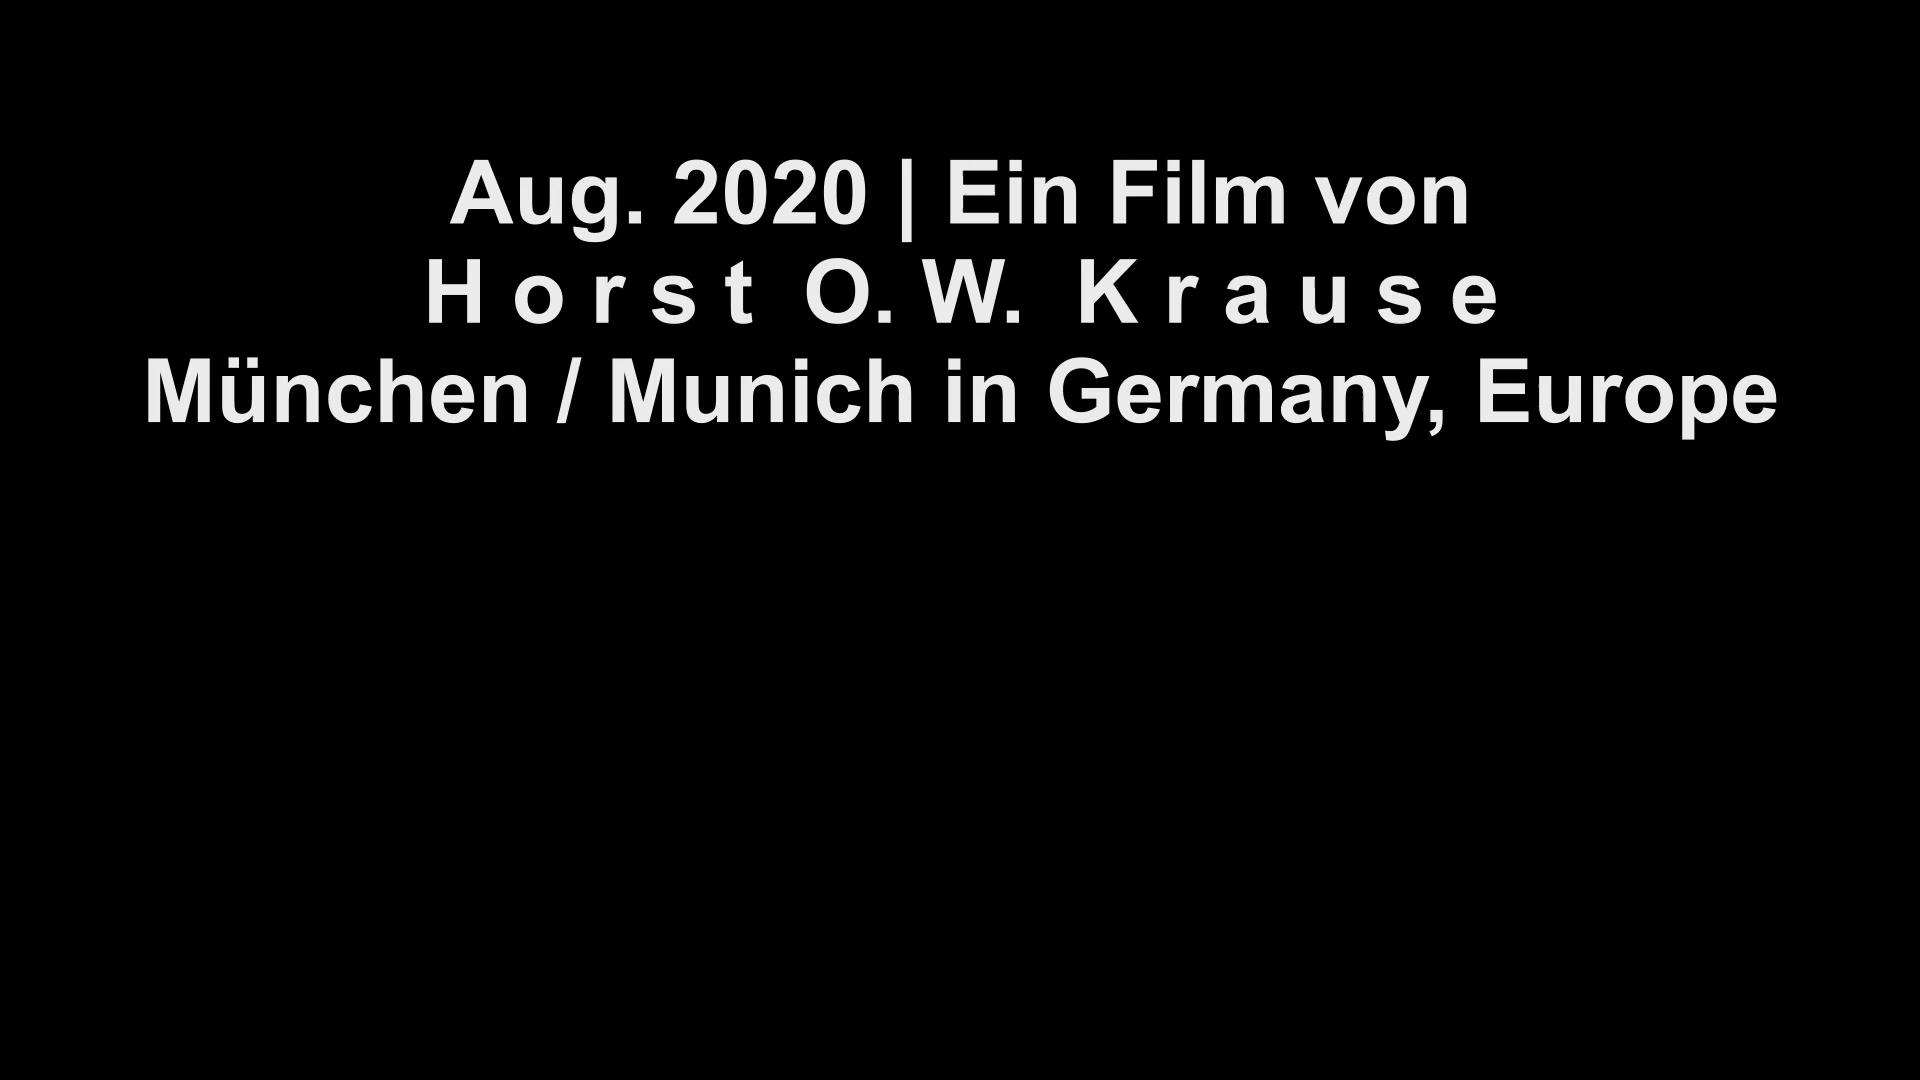 Aug. 2020 | Ein Film von
H o r s t  O. W.  K r a u s e
München / Munich in Germany, Europe